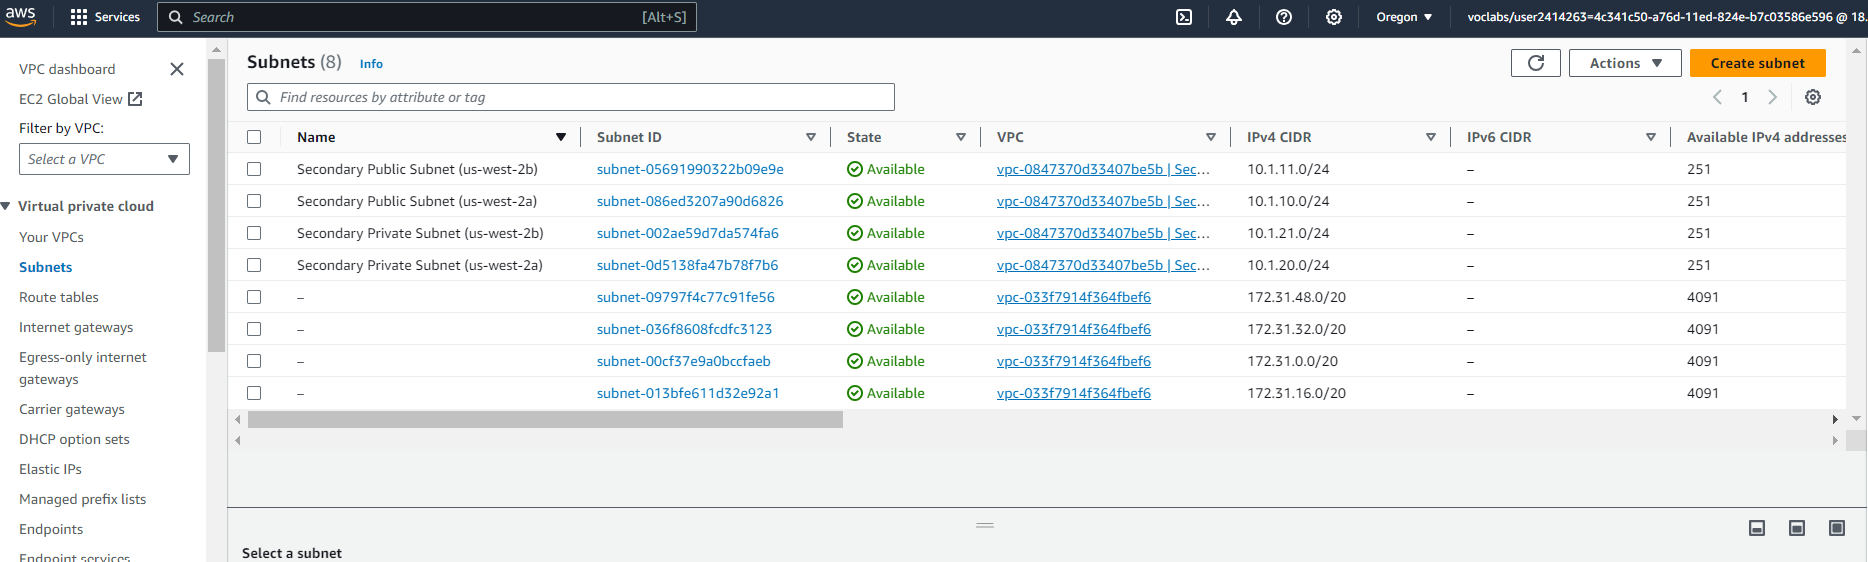 aws
Services
Search [Alt+S]
Oregon
voclabs/user2414263=4c341c50-a76d-11ed-824e-b7c03586e596 @ 18.
VPC dashboard
EC2 Global View
Filter by VPC:
Select a VPC
Virtual private cloud
Your VPCs
Subnets
Route tables
Internet gateways
Egress-only internet
gateways
Carrier gateways
DHCP option sets
Elastic IPs
Managed prefix lists
Endpoints
Endpoint services
Subnets (8) Info
Actions
Create subnet
Find resources by attribute or tag
1
Name Subnet ID State VPC IPv4 CIDR IPv6 CIDR Available IPv4 addresses
Secondary Public Subnet (us-west-2b) subnet-05691990322b09e9e Available vpc-0847370d33407be5b | Sec... 10.1.11.0/24 – 251
Secondary Public Subnet (us-west-2a) subnet-086ed3207a90d6826 Available vpc-0847370d33407be5b | Sec... 10.1.10.0/24 – 251
Secondary Private Subnet (us-west-2b) subnet-002ae59d7da574fa6 Available vpc-0847370d33407be5b | Sec... 10.1.21.0/24 – 251
Secondary Private Subnet (us-west-2a) subnet-0d5138fa47b78f7b6 Available vpc-0847370d33407be5b | Sec... 10.1.20.0/24 – 251
– subnet-09797f4c77c91fe56 Available vpc-033f7914f364fbef6 172.31.48.0/20 – 4091
– subnet-036f8608fcdfc3123 Available vpc-033f7914f364fbef6 172.31.32.0/20 – 4091
– subnet-00cf37e9a0bccfaeb Available vpc-033f7914f364fbef6 172.31.0.0/20 – 4091
– subnet-013bfe611d32e92a1 Available vpc-033f7914f364fbef6 172.31.16.0/20 – 4091
Select a subnet